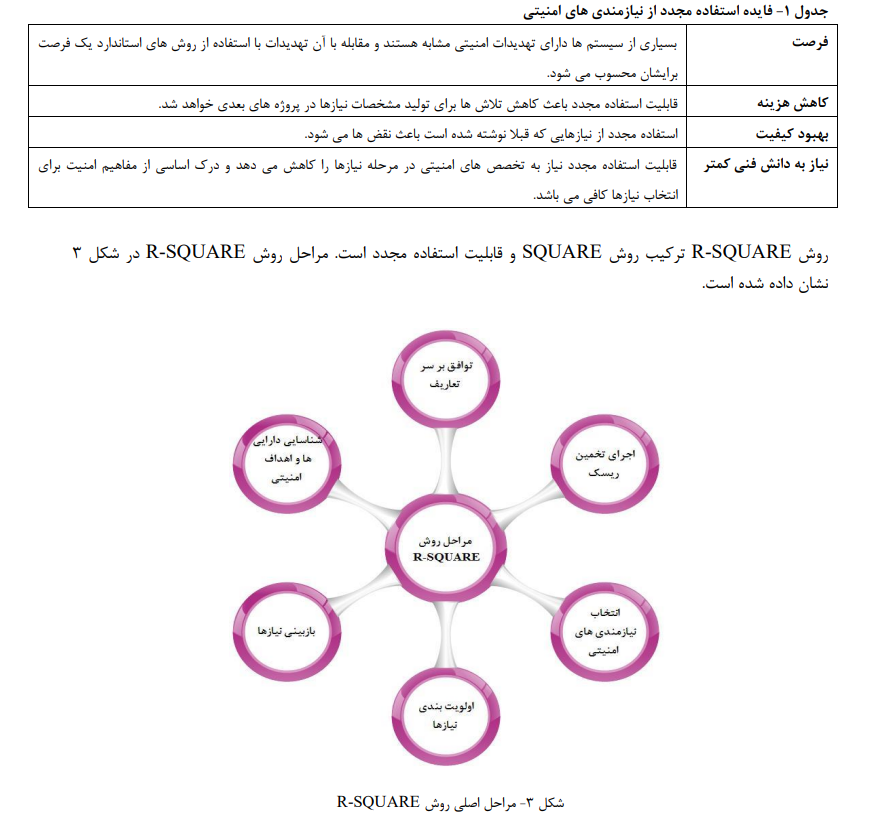 جدول ۱- فایده استفاده مجدد از نیازمندی های امنیتی
فرصت
بسیاری از سیستم ها دارای تهدیدات امنیتی مشابه هستند و مقابله با آن تهدیدات با استفاده از روش های استاندارد یک فرصت
برایشان محسوب می شود.
کاهش هزینه
قابلیت استفاده مجدد باعث کاهش تلاش ها برای تولید مشخصات نیازها در پروژه های بعدی خواهد شد.
بهبود کیفیت
استفاده مجدد از نیازهایی که قبلا نوشته شده است باعث نقض ها می شود.
نیاز به دانش فنی کمتر
قابلیت استفاده مجدد نیاز به تخصص های امنیتی در مرحله نیازها را کاهش می دهد و درک اساسی از مفاهیم امنیت برای
انتخاب نیازها کافی می باشد.
روش R-SQUARE ترکیب روش SQUARE و قابلیت استفاده مجدد است. مراحل روش R-SQUARE در شکل ۳
نشان داده شده است.
توافق بر سر
تعاریف
اجرای تخمین
ریسک
انتخاب
نیازمندی های
امنیتی
اولویت بندی
نیازها
بازبینی نیازها
شناسایی دارایی
ها و اهداف
امنیتی
مراحل روش
R-SQUARE
شکل ۳- مراحل اصلی روش R-SQUARE